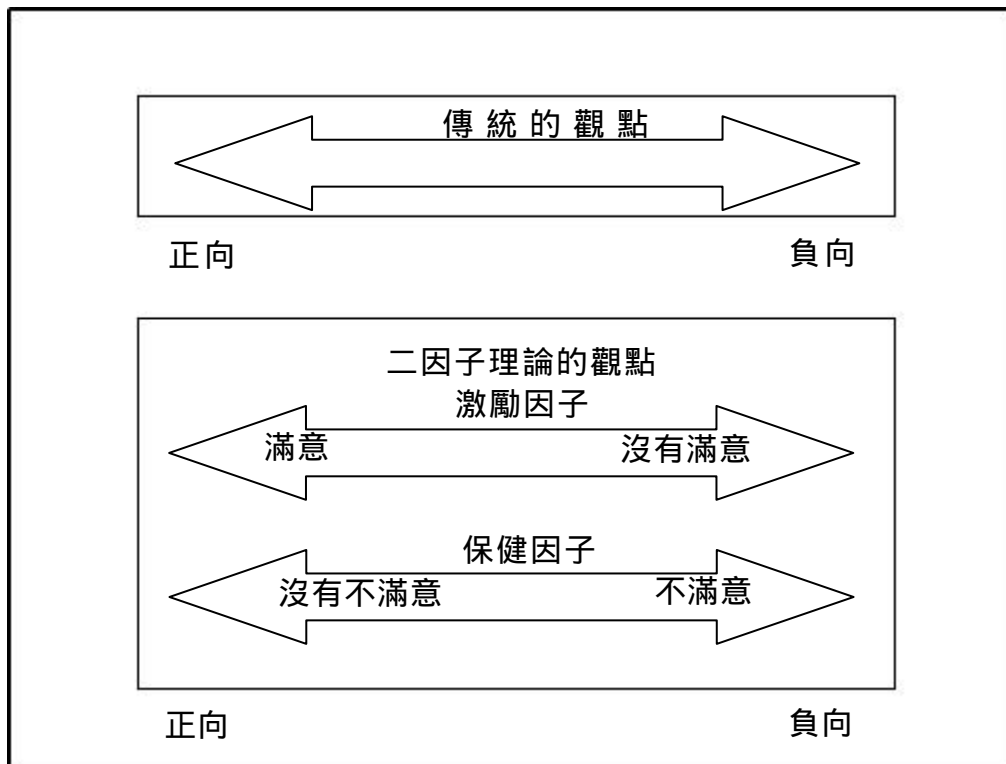 傳統的觀點
正向 負向
二因子理論的觀點
激勵因子
滿意 沒有滿意
保健因子
沒有不滿意 不滿意
正向 負向